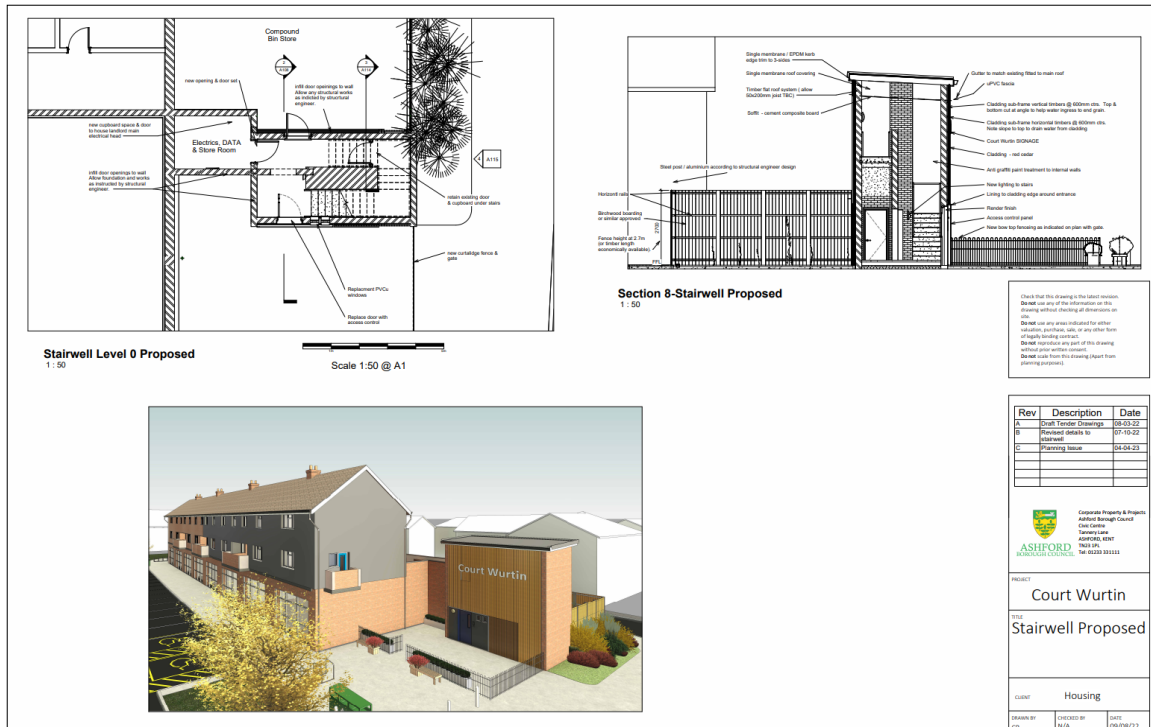 Compound
Bin Store
new opening & door set
infill door openings to wall
Allow any structural works
as indicted by structural
engineer.
new cupboard space & door
to house landlord main
electrical head
Electrics, DATA
& Store Room
infill door openings to wall
Allow foundation and works
as instructed by structural
engineer.
4
A115
retain existing door
& cupboard under stairs
new curtalidge fence &
gate
Replacment PVCu
windows
Replace door with
access control
Stairwell Level 0 Proposed
1 : 50
Scale 1:50 @ A1
Single membrane / EPDM kerb
edge trim to 3-sides
Single membrane roof covering
Timber flat roof system ( allow
50x200mm joist TBC)
Soffit - cement composite board
Steel post / aluminium according to structural engineer design
Horizontl rails
Birchwood boarding
or similar approved
Fence height at 2.7m
(or timber length
economically available)
2700
FFL
Gutter to match existing fitted to main roof
uPVC fascia
Cladding sub-frame vertical timbers @ 600mm ctrs. Top &
bottom cut at angle to help water ingress to end grain.
Cladding sub-frame horizontal timbers @ 600mm ctrs.
Note slope to top to drain water from cladding
Court Wurtin SIGNAGE
Cladding - red cedar
Anti graffiti paint treatment to internal walls
New lighting to stairs
Lining to cladding edge around entrance
Render finish
Access control panel
New bow top fenosing as indicated on plan with gate.
Section 8-Stairwell Proposed
1 : 50
Check that this drawing is the latest revision.
Do not use any of the information on this
drawing without checking all dimensions on
site.
Do not use any areas indicated for either
valuation, purchase, sale, or any other form
of legally binding contract.
Do not reproduce any part of this drawing
without prior written consent.
Do not scale from this drawing.(Apart from
planning purposes)
Rev Description Date
A Draft Tender Drawings 08-03-22
B Revised details to
stairwell 07-10-22
C Planning Issue 04-04-23
Corporate Property & Projects
Ashford Borough Council
Civic Centre
Tannery Lane
ASHFORD, KENT
TN23 1PL
Tel: 01233 331111
ASHFORD
BOROUGH COUNCIL
PROJECT
Court Wurtin
TITLE
Stairwell Proposed
CLIENT Housing
DRAWN BY CHECKED BY DATE
N/A 09/08/22
Court Wurtin